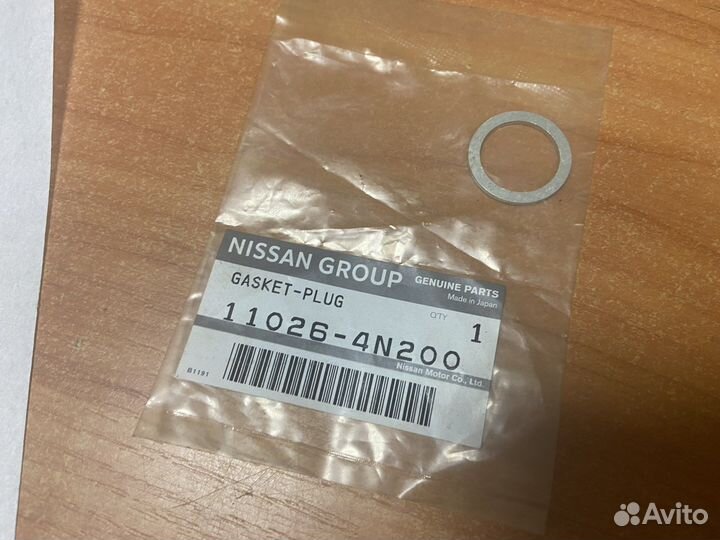 NISSAN GROUP GENUINE PARTS
Made in Japan
GASKET-PLUG
Q'TY 1
11026-4N200
Nissan Motor Co., Ltd.
B1191
Avito